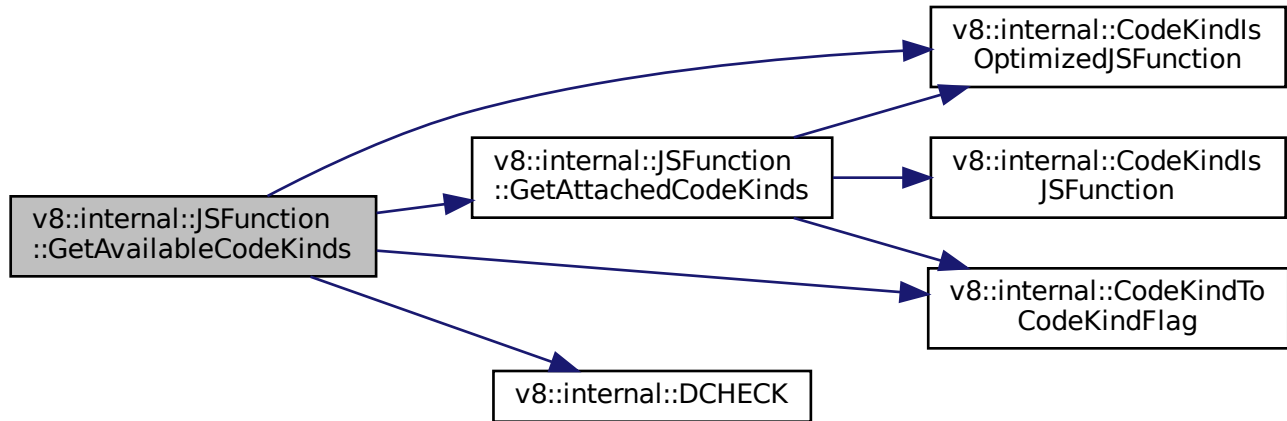 v8::internal::JSFunction
::GetAvailableCodeKinds
v8::internal::JSFunction
::GetAttachedCodeKinds
v8::internal::DCHECK
v8::internal::CodeKindIs
OptimizedJSFunction
v8::internal::CodeKindIs
JSFunction
v8::internal::CodeKindTo
CodeKindFlag